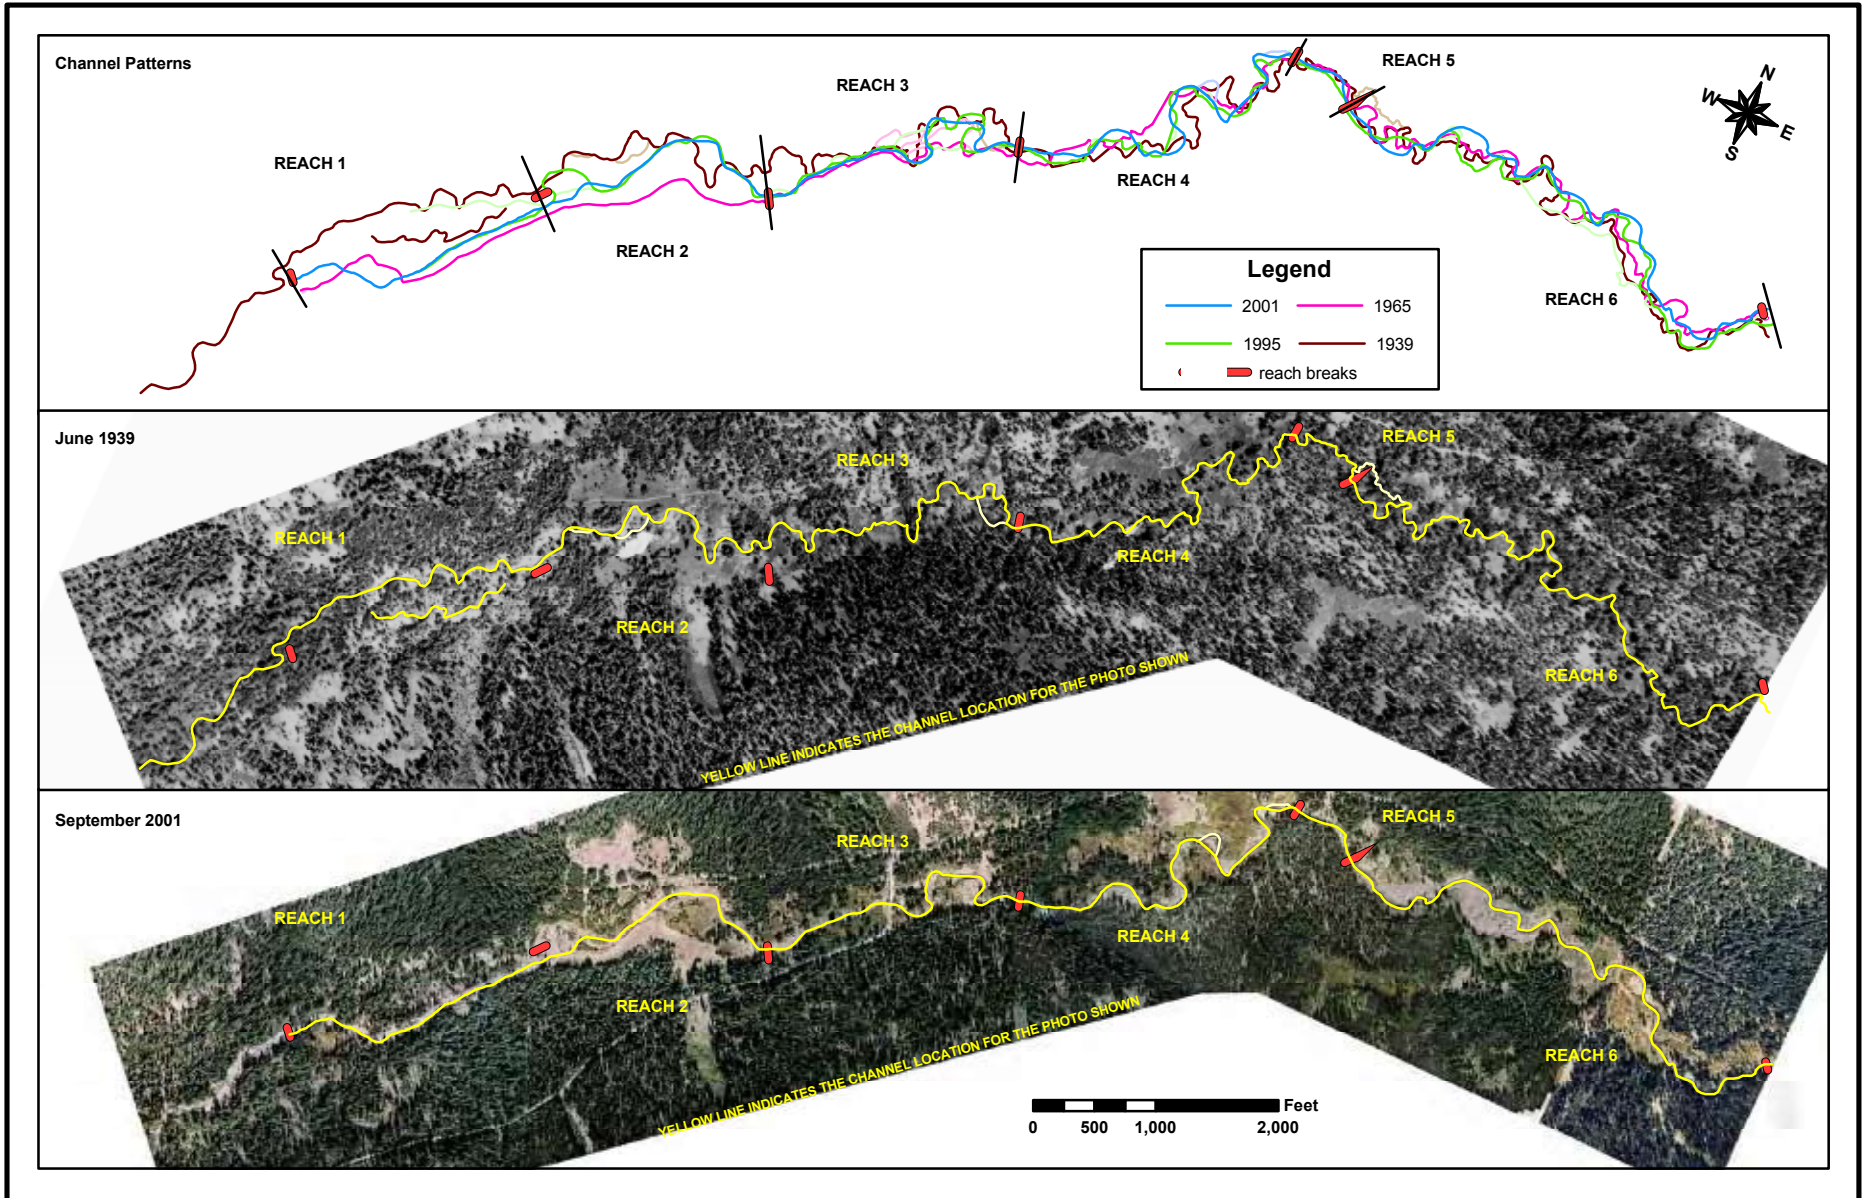 Channel Patterns
REACH 1
REACH 2
REACH 3
REACH 4
REACH 5
REACH 6
N
W
E
S
Legend
2001
1965
1995
1939
reach breaks
June 1939
REACH 1
REACH 2
REACH 3
REACH 4
REACH 5
REACH 6
YELLOW LINE INDICATES THE CHANNEL LOCATION FOR THE PHOTO SHOWN
September 2001
REACH 1
REACH 2
REACH 3
REACH 4
REACH 5
REACH 6
YELLOW LINE INDICATES THE CHANNEL LOCATION FOR THE PHOTO SHOWN
Feet
0 500 1,000 2,000